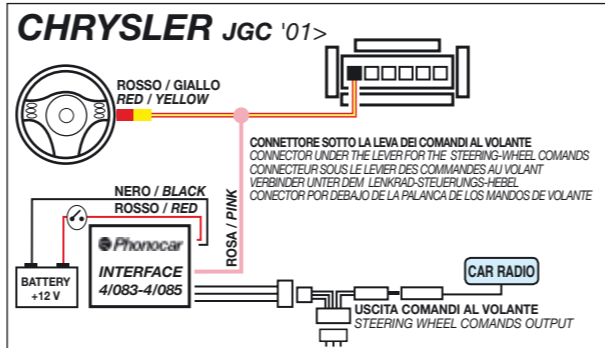 CHRYSLER JGC '01>
ROSSO / GIALLO
RED / YELLOW
CONNETTORE SOTTO LA LEVA DEI COMANDI AL VOLANTE
CONNECTOR UNDER THE LEVER FOR THE STEERING-WHEEL COMANDS
CONNECTEUR SOUS LE LEVIER DES COMMANDES AU VOLANT
VERBINDER UNTER DEM LENKRAD-STEUERUNGS-HEBEL
CONECTOR POR DEBAJO DE LA PALANCA DE LOS MANDOS DE VOLANTE
NERO / BLACK
ROSSO / RED
ROSA / PINK
Phonocar
INTERFACE
4/083-4/085
BATTERY
+12 V
CAR RADIO
USCITA COMANDI AL VOLANTE
STEERING WHEEL COMANDS OUTPUT